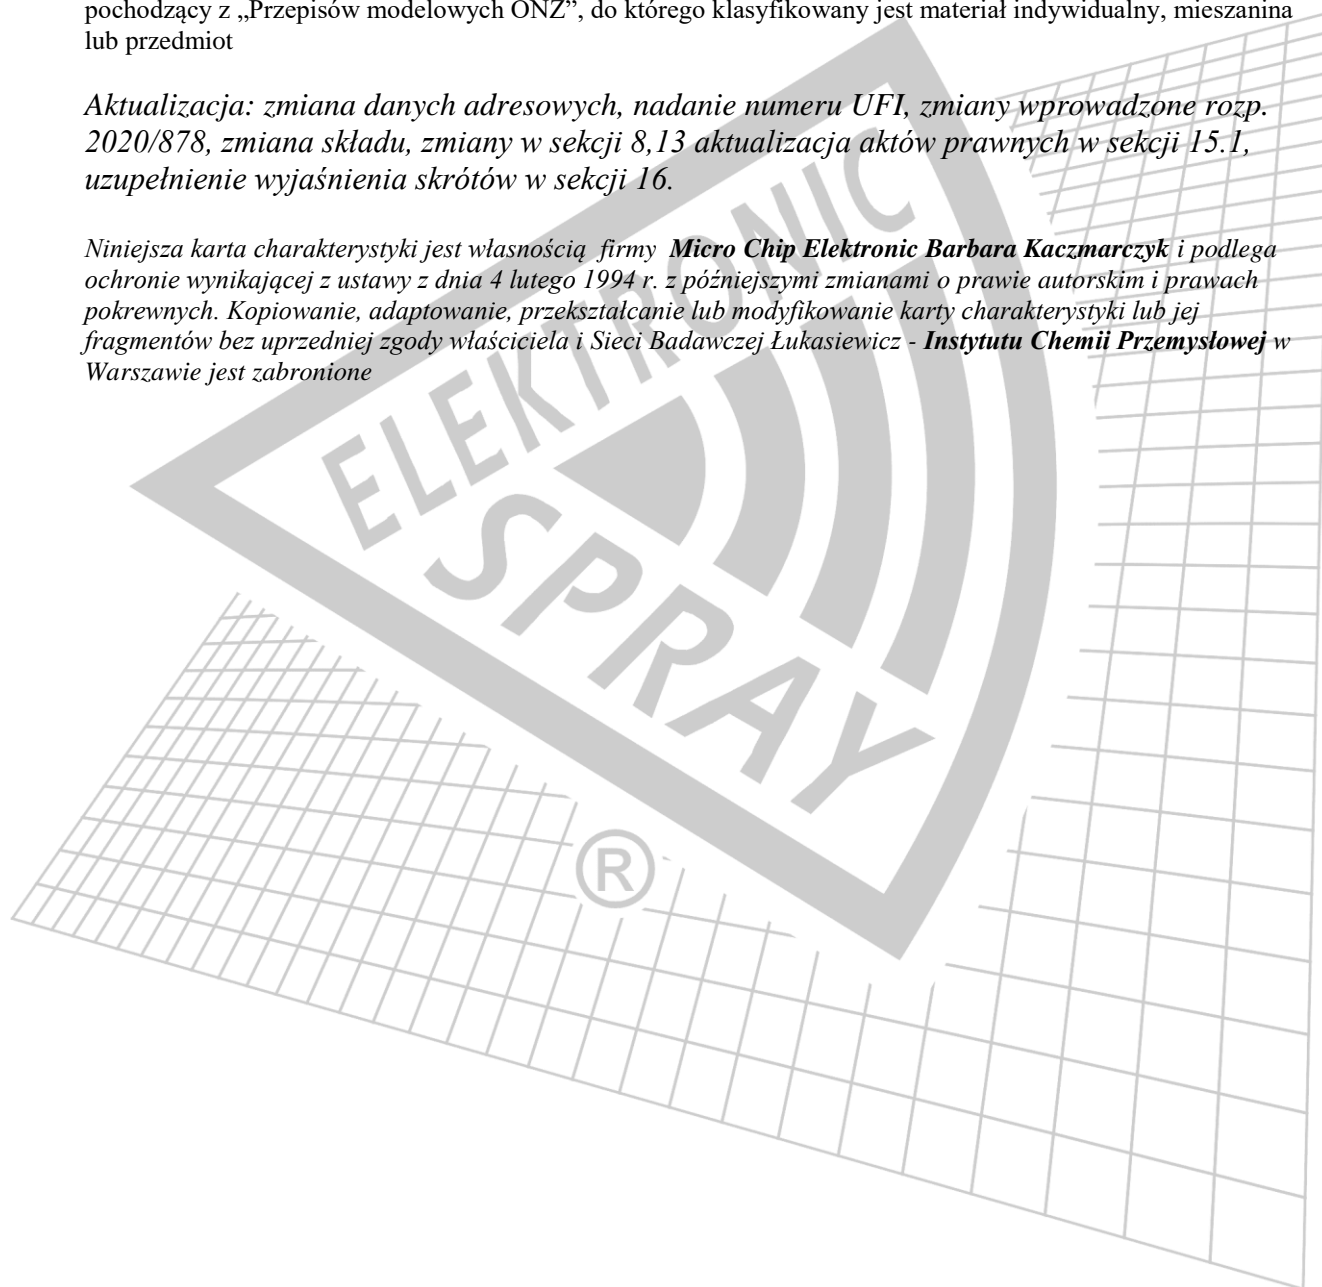 pochodzący z „Przepisów modelowych ONZ”, do którego klasyfikowany jest materiał indywidualny, mieszanina
lub przedmiot
Aktualizacja: zmiana danych adresowych, nadanie numeru UFI, zmiany wprowadzone rozp.
2020/878, zmiana składu, zmiany w sekcji 8,13 aktualizacja aktów prawnych w sekcji 15.1,
uzupełnienie wyjaśnienia skrótów w sekcji 16.
Niniejsza karta charakterystyki jest własnością firmy Micro Chip Elektronic Barbara Kaczmarczyk i podlega
ochronie wynikającej z ustawy z dnia 4 lutego 1994 r. z późniejszymi zmianami o prawie autorskim i prawach
pokrewnych. Kopiowanie, adaptowanie, przekształcanie lub modyfikowanie karty charakterystyki lub jej
fragmentów bez uprzedniej zgody właściciela i Sieci Badawczej Łukasiewicz - Instytutu Chemii Przemysłowej w
Warszawie jest zabronione
ELEKTRONIC
SPRAY
®